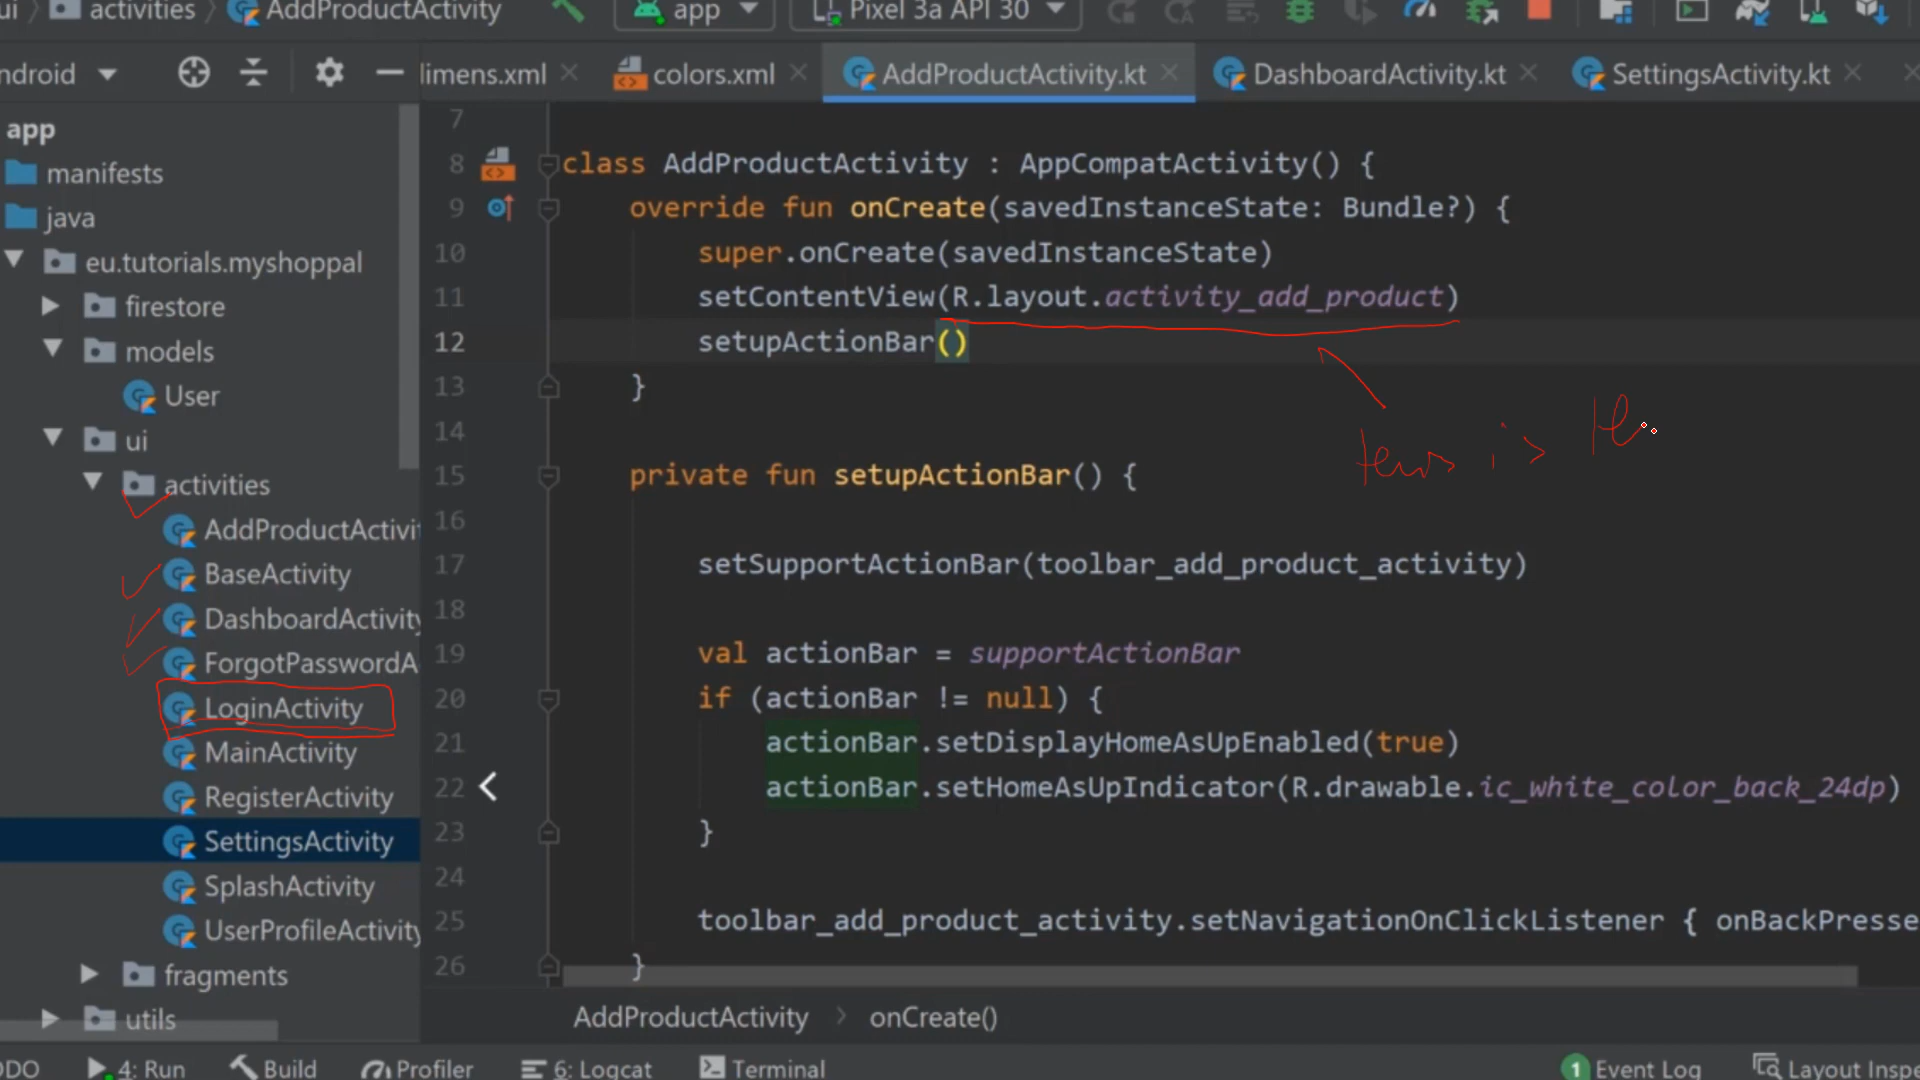 ui activities AddProductActivity app Pixel 3a API 30
ndroid limens.xml colors.xml AddProductActivity.kt DashboardActivity.kt SettingsActivity.kt
app
manifests
java
eu.tutorials.myshoppal
firestore
models
User
ui
activities
AddProductActivit
BaseActivity
DashboardActivity
ForgotPasswordA
LoginActivity
MainActivity
RegisterActivity
SettingsActivity
SplashActivity
UserProfileActivity
fragments
utils
7
8 class AddProductActivity : AppCompatActivity() {
9 override fun onCreate(savedInstanceState: Bundle?) {
10 super.onCreate(savedInstanceState)
11 setContentView(R.layout.activity_add_product)
12 setupActionBar()
13 }
14
15 private fun setupActionBar() {
16
17 setSupportActionBar(toolbar_add_product_activity)
18
19 val actionBar = supportActionBar
20 if (actionBar != null) {
21 actionBar.setDisplayHomeAsUpEnabled(true)
22 actionBar.setHomeAsUpIndicator(R.drawable.ic_white_color_back_24dp)
23 }
24
25 toolbar_add_product_activity.setNavigationOnClickListener { onBackPresse
26 }
is
AddProductActivity onCreate()
ODO 4: Run Build Profiler 6: Logcat Terminal 1 Event Log Layout Inspe